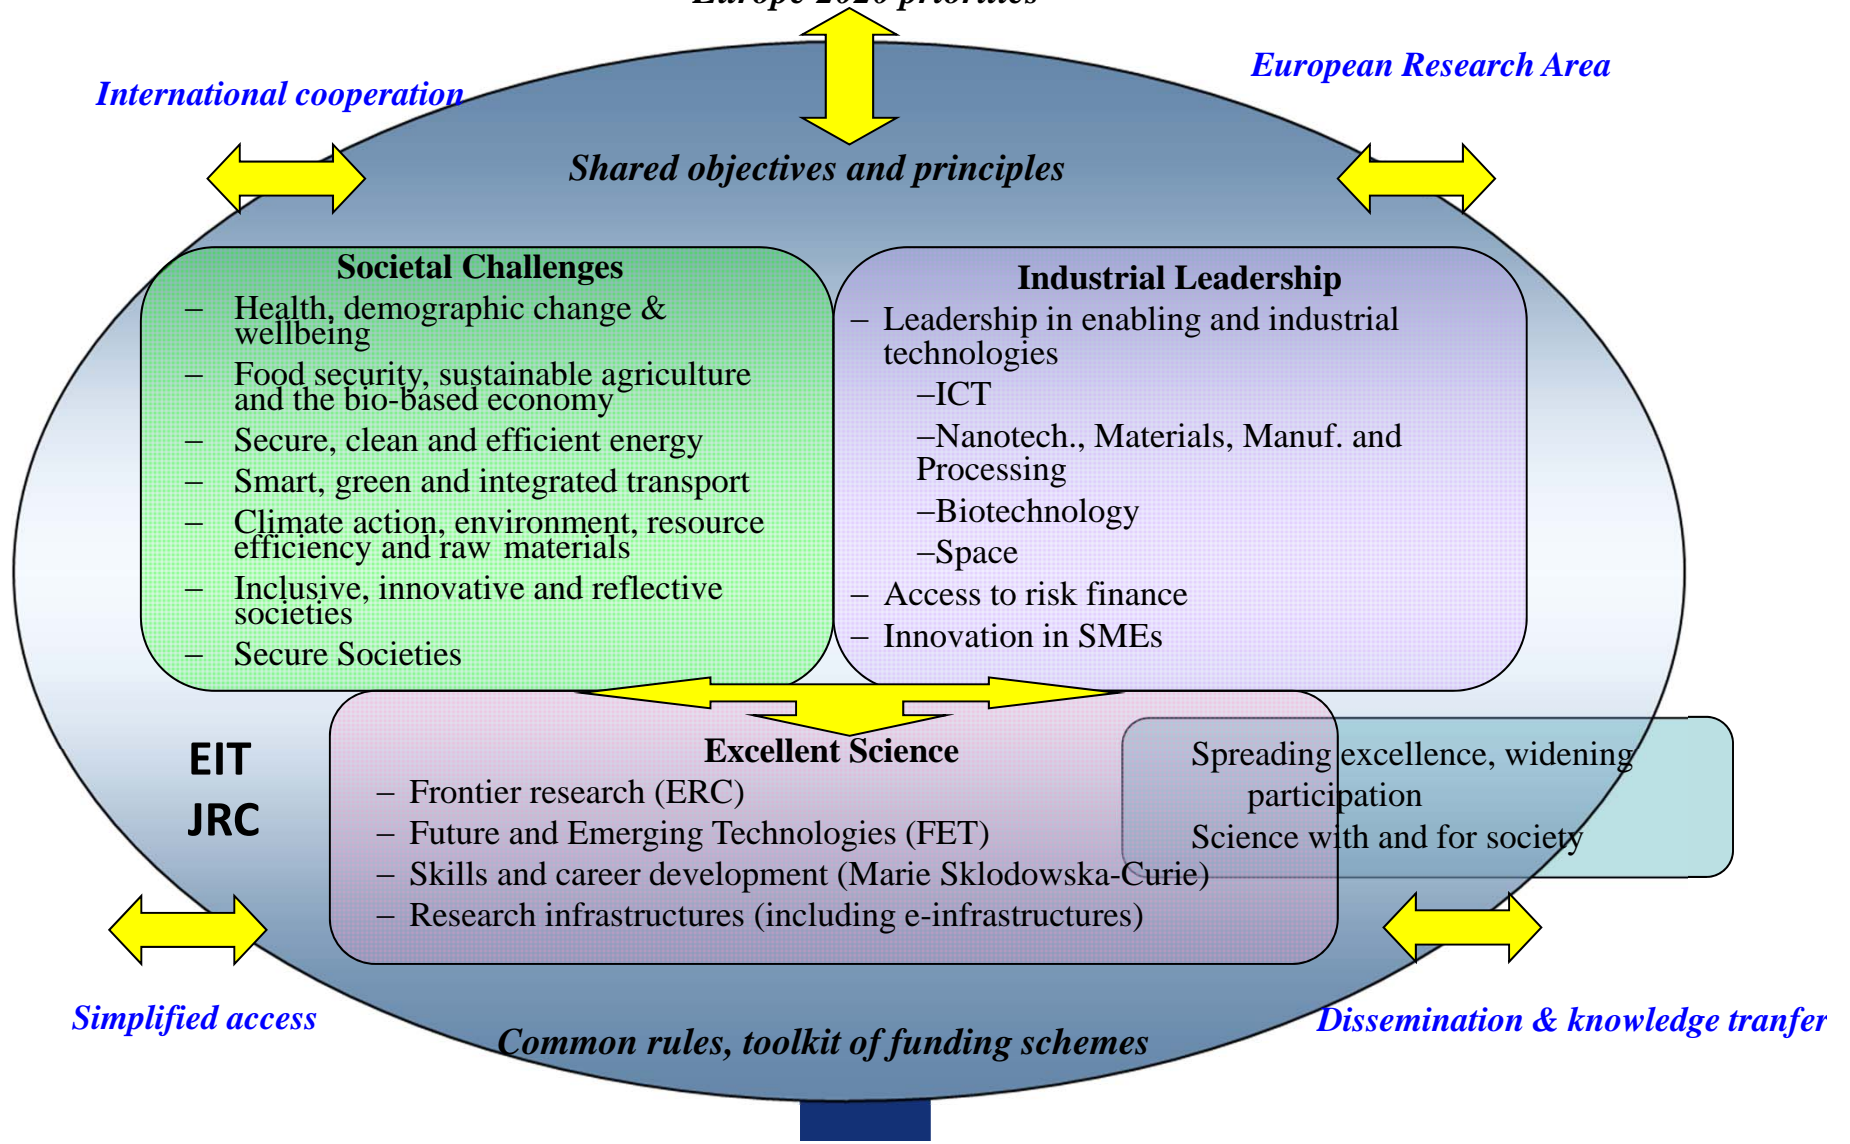 Europe 2020 priorities
International cooperation
European Research Area
Shared objectives and principles
Societal Challenges
– Health, demographic change &
wellbeing
– Food security, sustainable agriculture
and the bio-based economy
– Secure, clean and efficient energy
– Smart, green and integrated transport
– Climate action, environment, resource
efficiency and raw materials
– Inclusive, innovative and reflective
societies
– Secure Societies
Industrial Leadership
– Leadership in enabling and industrial
technologies
–ICT
–Nanotech., Materials, Manuf. and
Processing
–Biotechnology
–Space
– Access to risk finance
– Innovation in SMEs
EIT
JRC
Excellent Science
– Frontier research (ERC)
– Future and Emerging Technologies (FET)
– Skills and career development (Marie Sklodowska-Curie)
– Research infrastructures (including e-infrastructures)
Spreading excellence, widening
participation
Science with and for society
Simplified access
Dissemination & knowledge tranfer
Common rules, toolkit of funding schemes